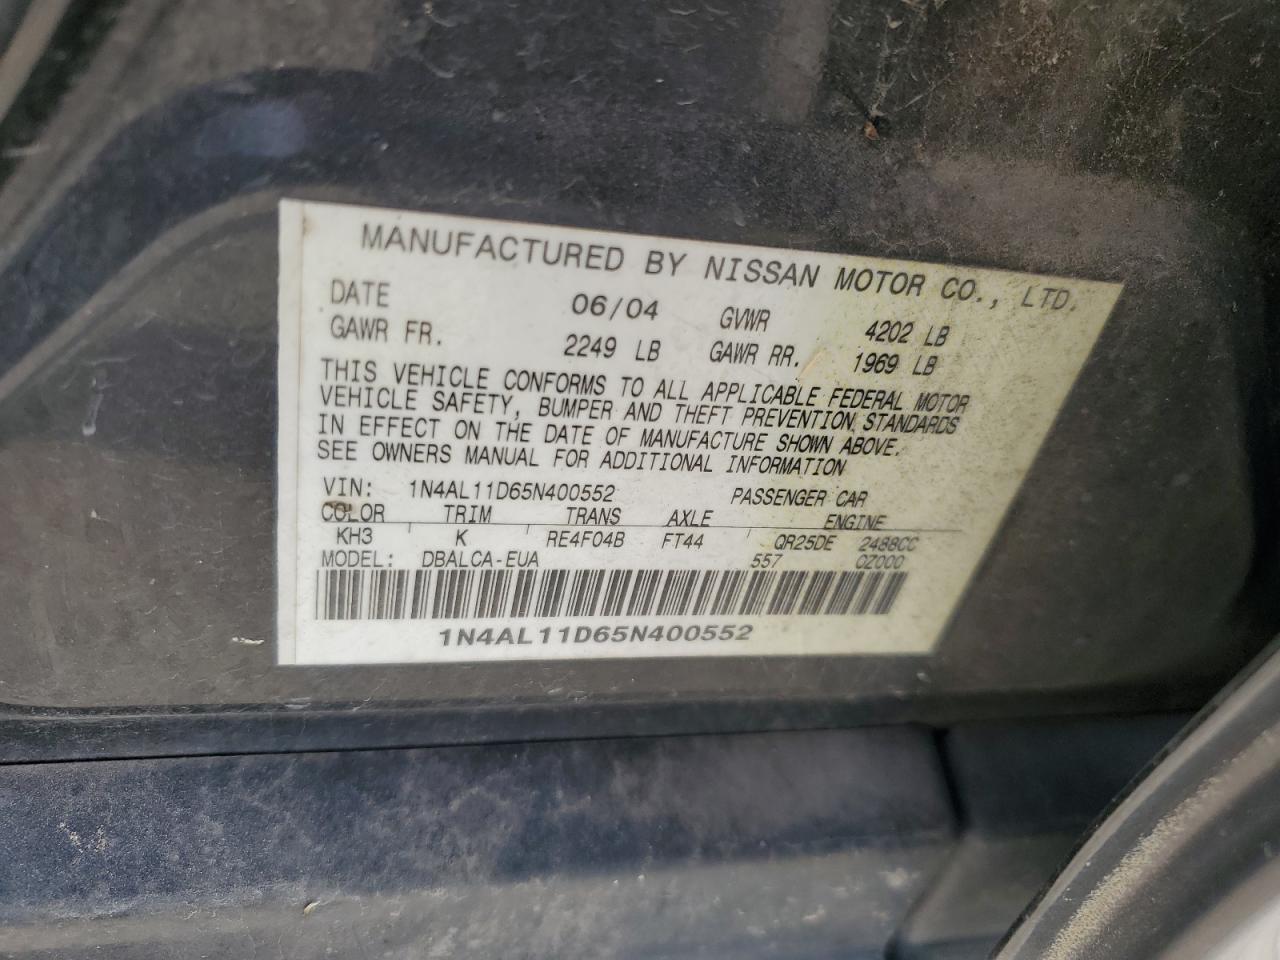 MANUFACTURED BY NISSAN MOTOR CO., LTD.
DATE 06/04 GVWR 4202 LB
GAWR FR. 2249 LB GAWR RR. 1969 LB
THIS VEHICLE CONFORMS TO ALL APPLICABLE FEDERAL MOTOR
VEHICLE SAFETY, BUMPER AND THEFT PREVENTION STANDARDS
IN EFFECT ON THE DATE OF MANUFACTURE SHOWN ABOVE.
SEE OWNERS MANUAL FOR ADDITIONAL INFORMATION
VIN: 1N4AL11D65N400552 PASSENGER CAR
COLOR TRIM TRANS AXLE ENGINE
KH3 K RE4F04B FT44 QR25DE 2488CC
MODEL: DBALCA-EUA 557 CZ000
1N4AL11D65N400552